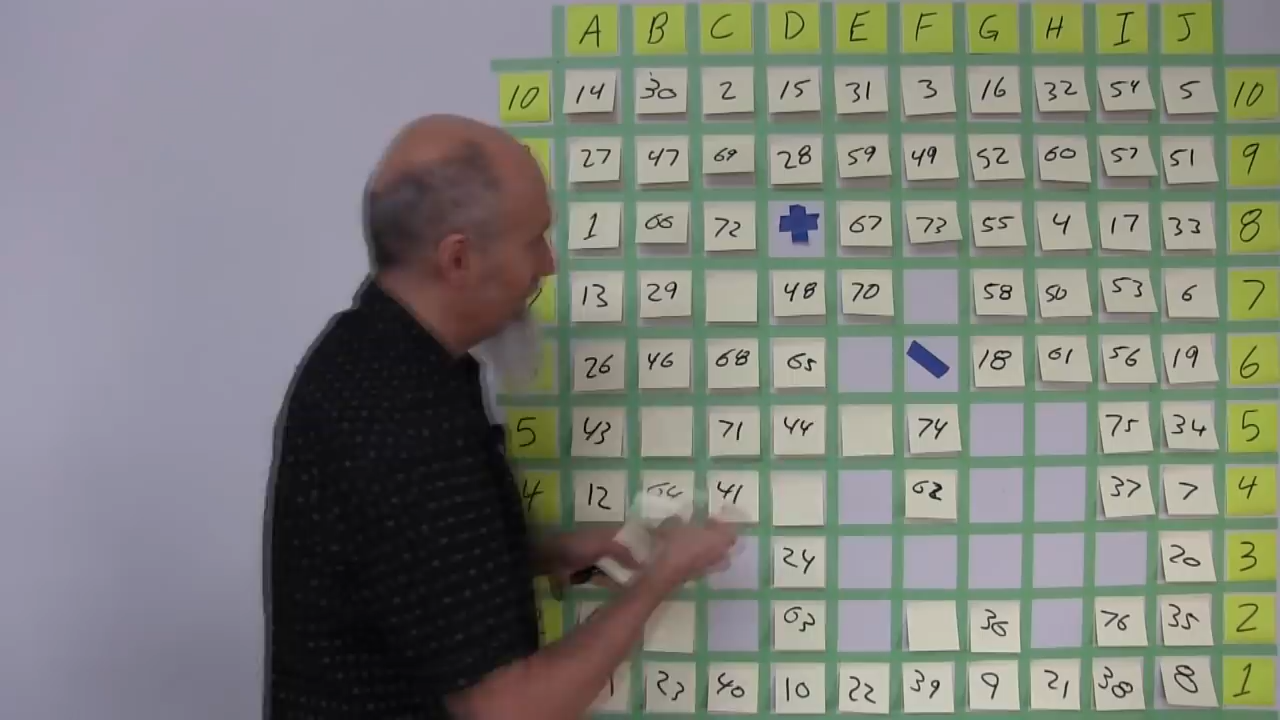 A B C D E F G H I J
10 14 30 2 15 31 3 16 32 54 5 10
27 47 69 28 59 49 52 60 57 51 9
1 66 72 67 73 55 4 17 33 8
13 29 48 70 58 50 53 6 7
26 46 68 65 18 61 56 19 6
5 43 71 44 74 75 34 5
4 12 64 41 62 37 7 4
24 20 3
63 36 76 35 2
23 40 10 22 39 9 21 38 8 1